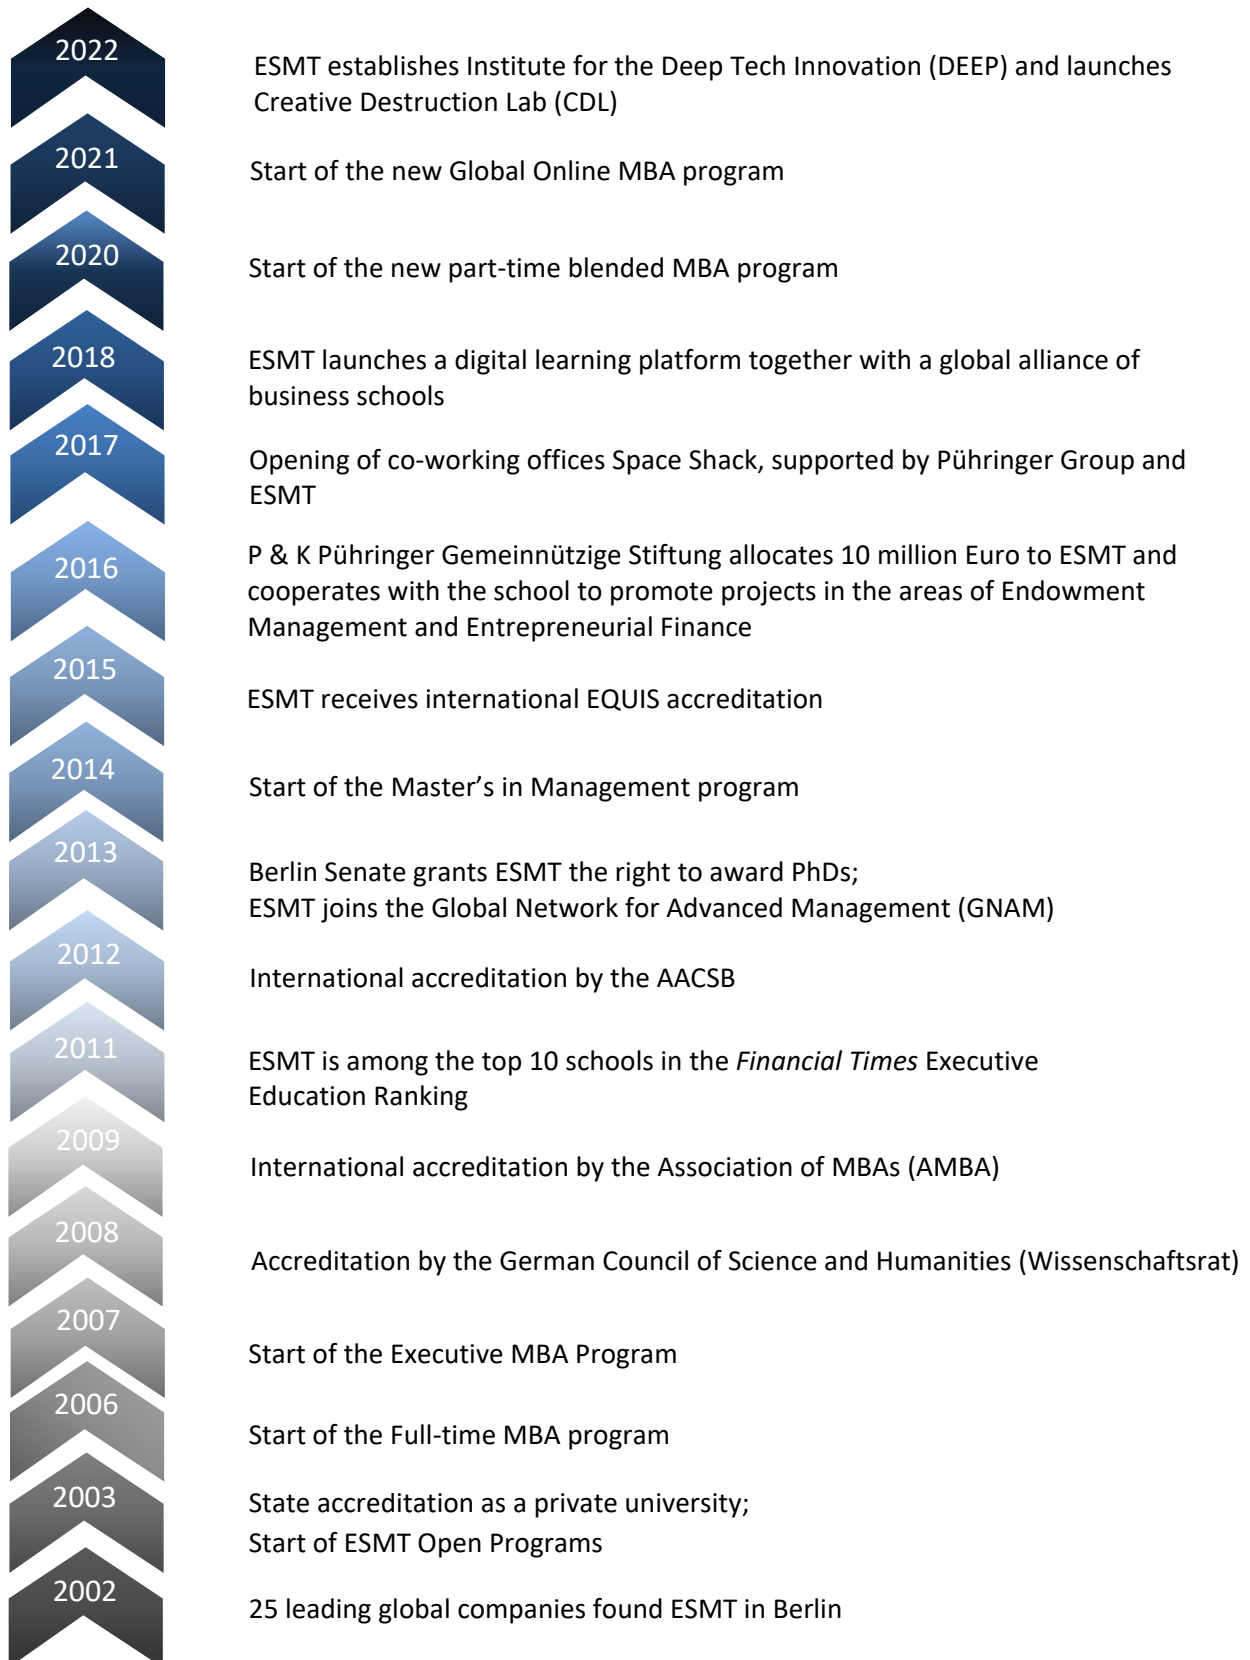 2022
ESMT establishes Institute for the Deep Tech Innovation (DEEP) and launches
Creative Destruction Lab (CDL)
2021
Start of the new Global Online MBA program
2020
Start of the new part-time blended MBA program
2018
ESMT launches a digital learning platform together with a global alliance of
business schools
2017
Opening of co-working offices Space Shack, supported by Pühringer Group and
ESMT
2016
P & K Pühringer Gemeinnützige Stiftung allocates 10 million Euro to ESMT and
cooperates with the school to promote projects in the areas of Endowment
Management and Entrepreneurial Finance
2015
ESMT receives international EQUIS accreditation
2014
Start of the Master’s in Management program
2013
Berlin Senate grants ESMT the right to award PhDs;
ESMT joins the Global Network for Advanced Management (GNAM)
2012
International accreditation by the AACSB
2011
ESMT is among the top 10 schools in the Financial Times Executive
Education Ranking
2009
International accreditation by the Association of MBAs (AMBA)
2008
Accreditation by the German Council of Science and Humanities (Wissenschaftsrat)
2007
Start of the Executive MBA Program
2006
Start of the Full-time MBA program
2003
State accreditation as a private university;
Start of ESMT Open Programs
2002
25 leading global companies found ESMT in Berlin